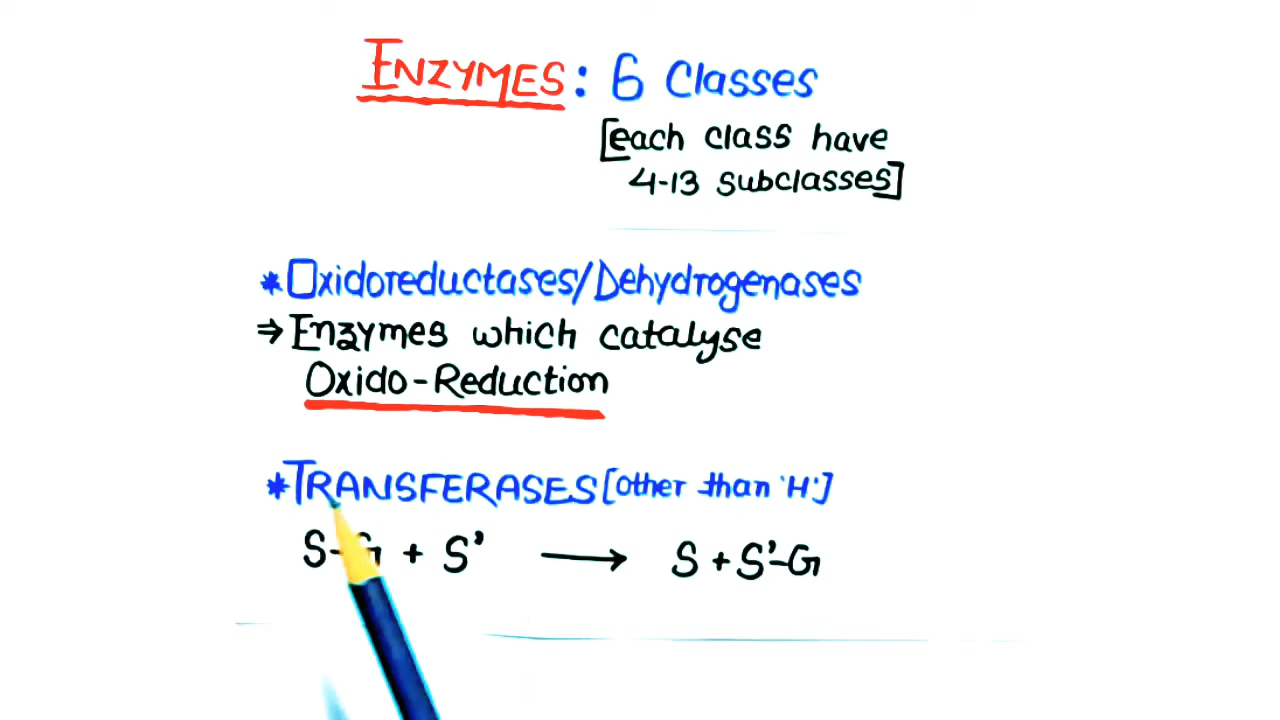 ENZYMES: 6 Classes
[each class have
4-13 subclasses]
*Oxidoreductases/Dehydrogenases
⇒ Enzymes which catalyse
Oxido-Reduction
*TRANSFERASES [other than 'H']
S-G + S' ⟶ S + S'-G